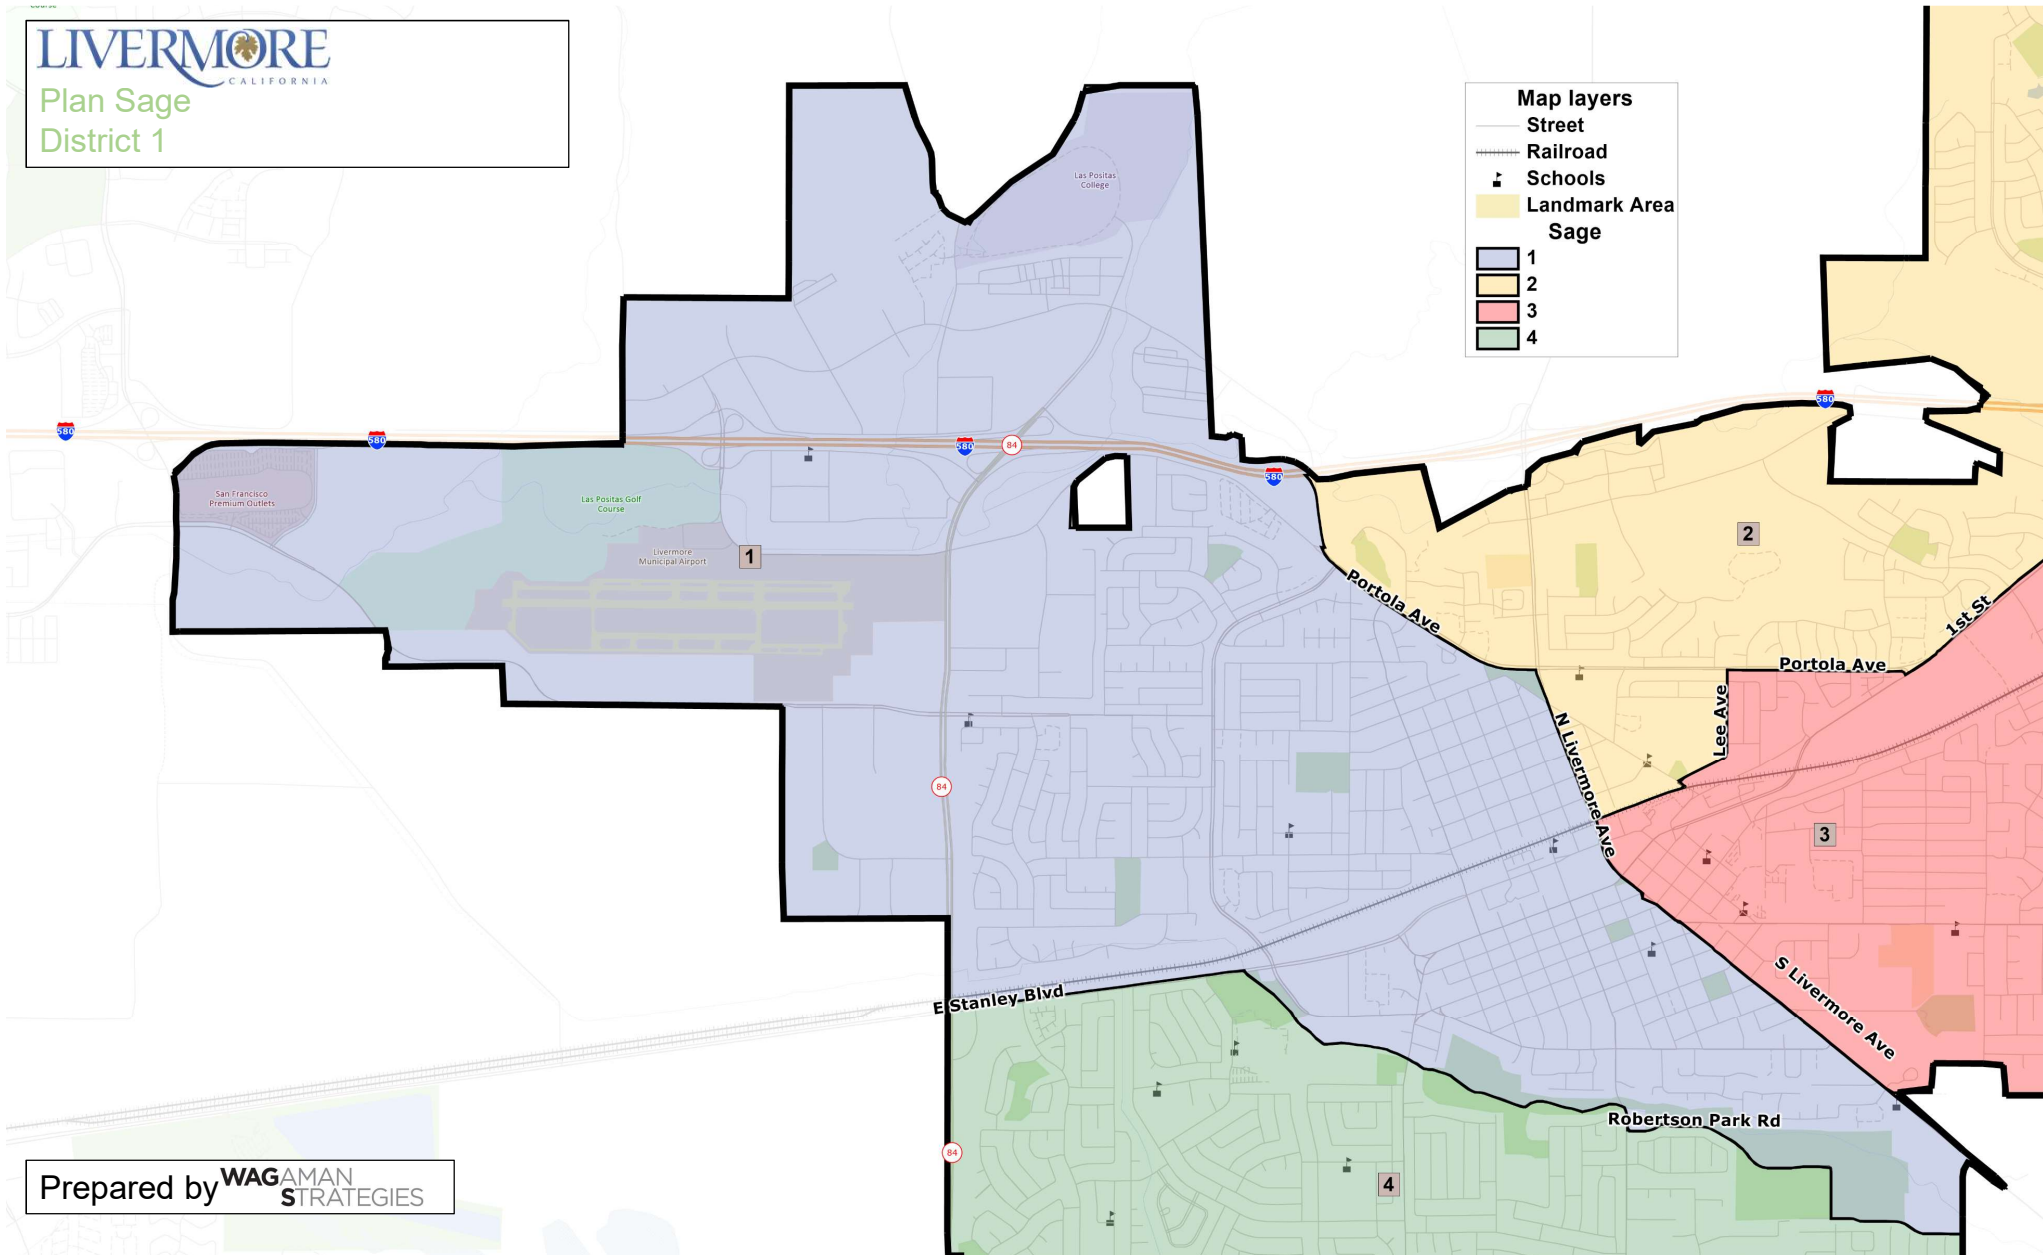 Course
LIVERMORE
CALIFORNIA
Plan Sage
District 1
Map layers
Street
Railroad
Schools
Landmark Area
Sage
1
2
3
4
Las Positas
College
580
580
580
84
580
580
San Francisco
Premium Outlets
Las Positas Golf
Course
Livermore
Municipal Airport
1
2
Portola Ave
1st St
Portola Ave
Lee Ave
N Livermore Ave
84
3
S Livermore Ave
E Stanley Blvd
Robertson Park Rd
84
4
Prepared by WAGAMAN
STRATEGIES